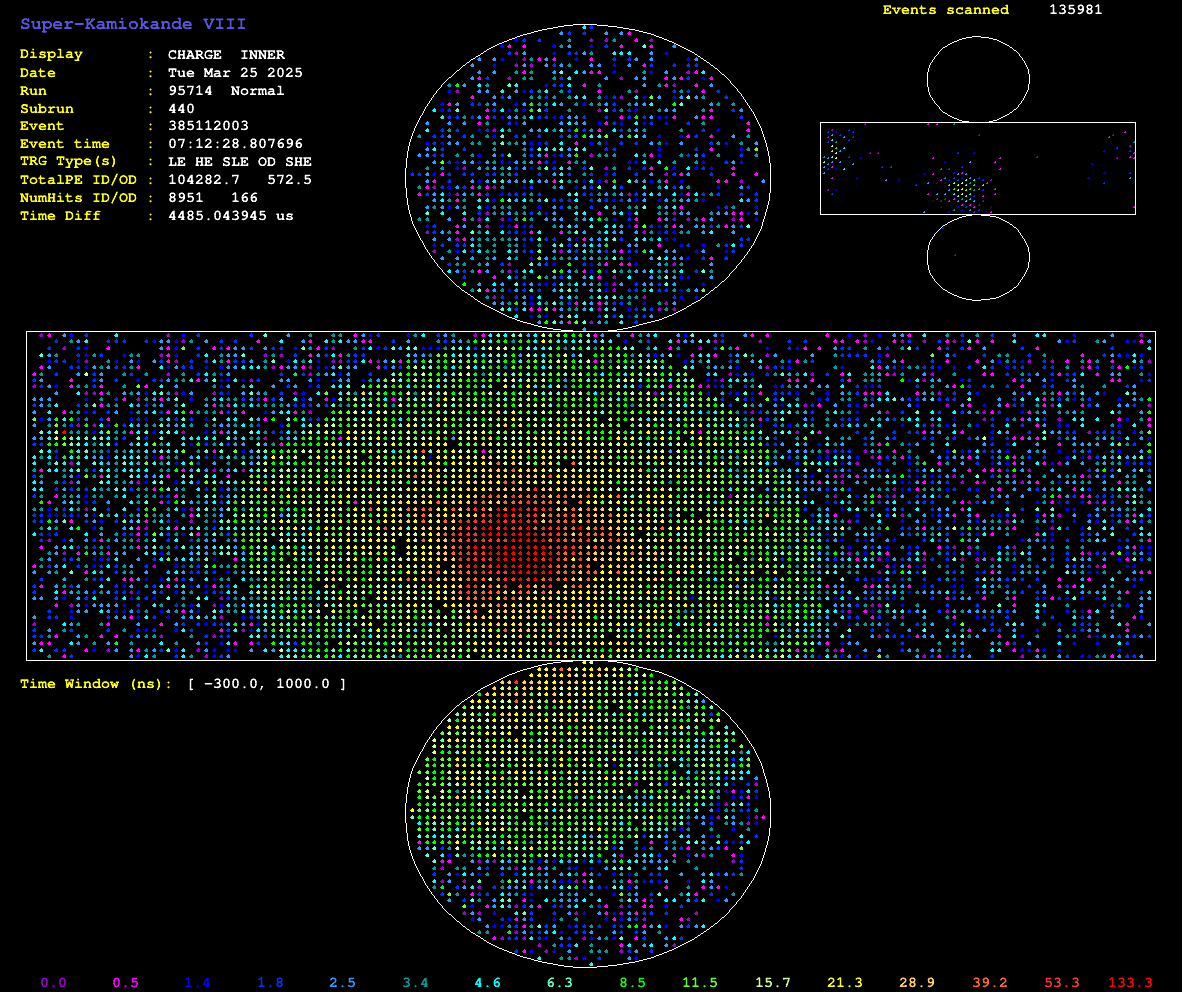 Super-Kamiokande VIII
Events scanned 135981
Display : CHARGE INNER
Date : Tue Mar 25 2025
Run : 95714 Normal
Subrun : 440
Event : 385112003
Event time : 07:12:28.807696
TRG Type(s) : LE HE SLE OD SHE
TotalPE ID/OD : 104282.7 572.5
NumHits ID/OD : 8951 166
Time Diff : 4485.043945 us
Time Window (ns): [ −300.0, 1000.0 ]
0.0 0.5 1.4 1.8 2.5 3.4 4.6 6.3 8.5 11.5 15.7 21.3 28.9 39.2 53.3 133.3